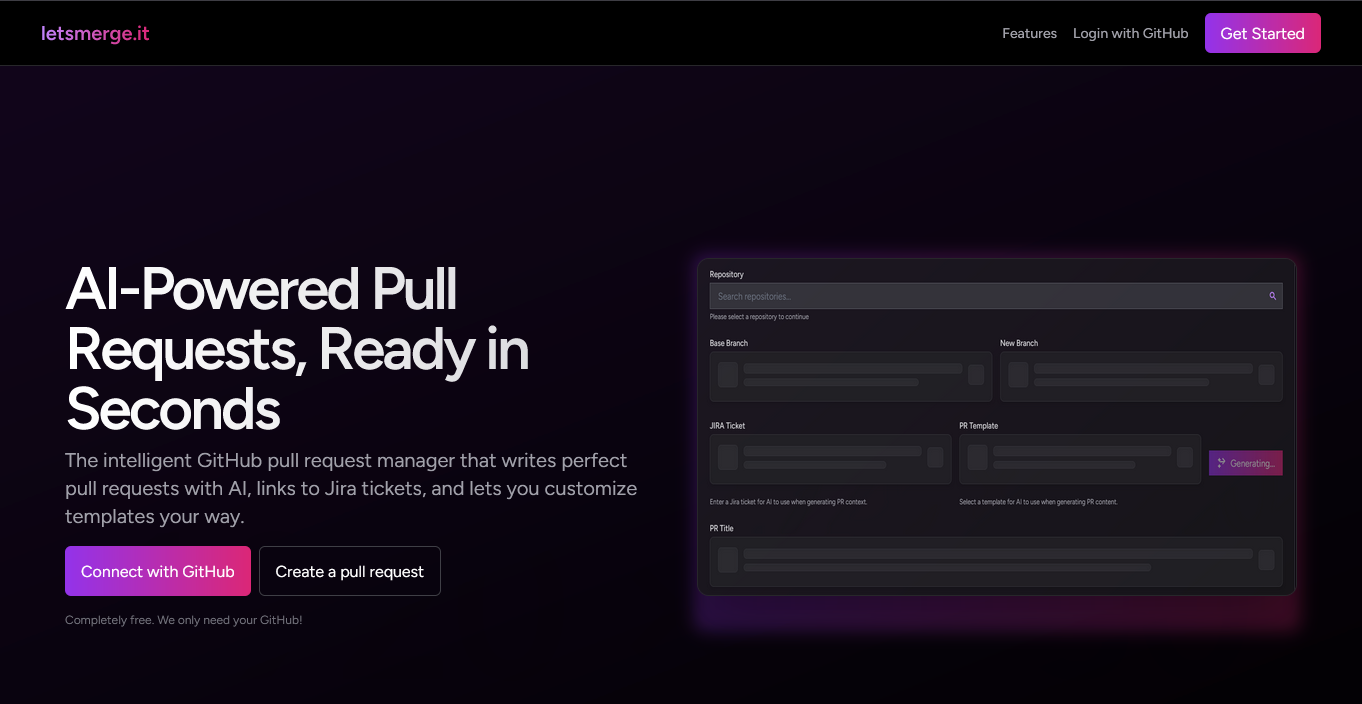 letsmerge.it
Features
Login with GitHub
Get Started
AI-Powered Pull
Requests, Ready in
Seconds
The intelligent GitHub pull request manager that writes perfect
pull requests with AI, links to Jira tickets, and lets you customize
templates your way.
Connect with GitHub
Create a pull request
Completely free. We only need your GitHub!
Repository
Search repositories...
Please select a repository to continue
Base Branch
New Branch
JIRA Ticket
PR Template
Generating...
Enter a Jira ticket for AI to use when generating PR context.
Select a template for AI to use when generating PR content.
PR Title